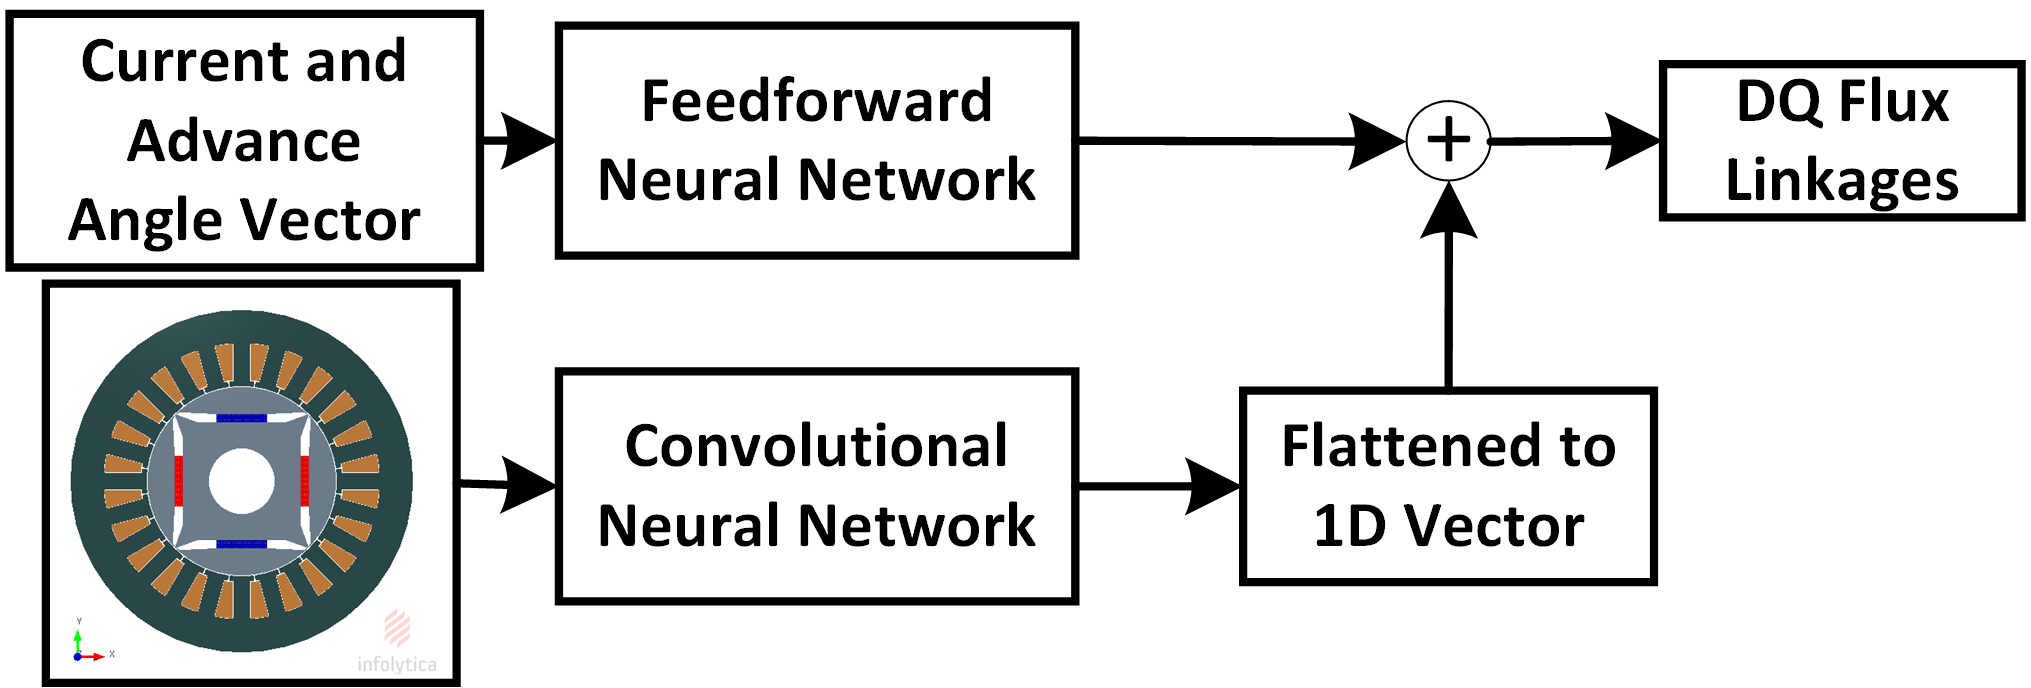 Current and
Advance
Angle Vector
Feedforward
Neural Network
+
DQ Flux
Linkages
Convolutional
Neural Network
Flattened to
1D Vector
Y
X
infolytica